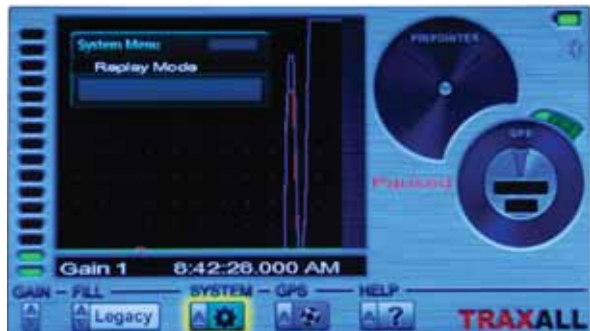 System Menu
Replay Mode
PINPOINTER
GPS
Paused
Gain 1 8:42:26.000 AM
GAIN FILL SYSTEM GPS HELP
Legacy ?
TRAXALL